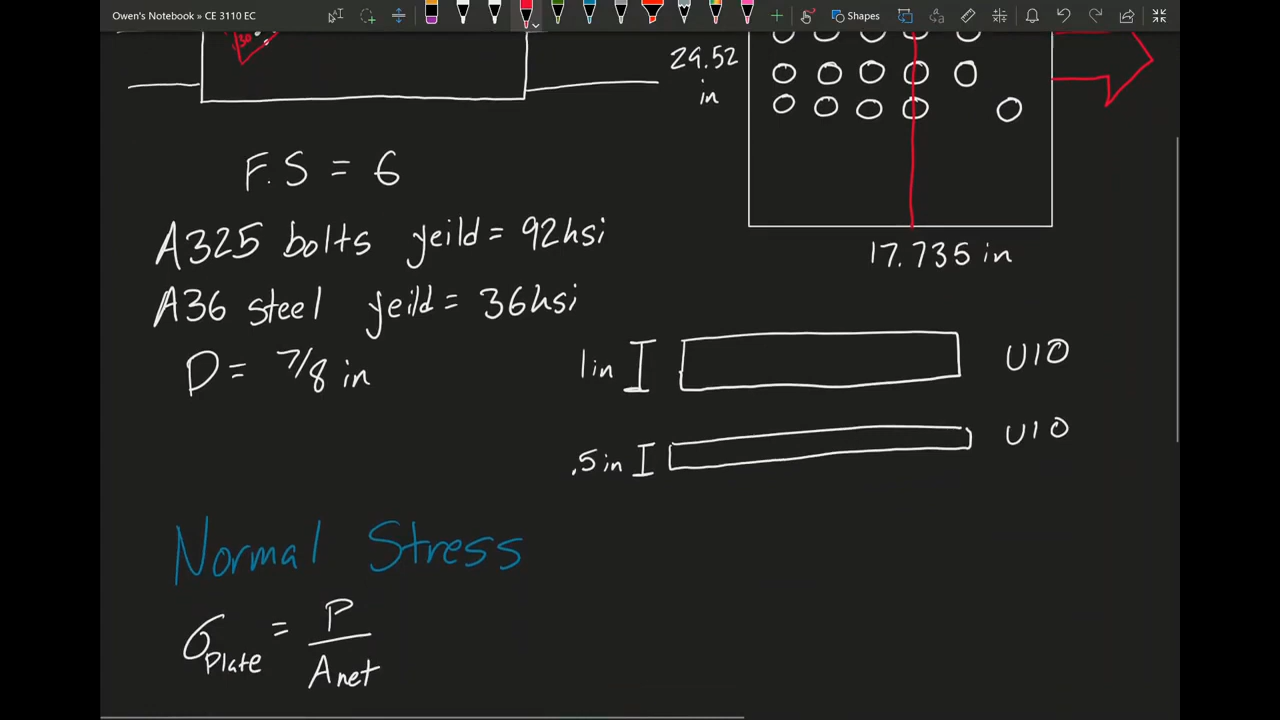 Owen's Notebook » CE 3110 EC
Shapes
29.52
in
F.S = 6
A325 bolts yeild = 92ksi
A36 steel yeild = 36ksi
D = 7/8 in
17.735 in
1in
U10
.5in
U10
Normal Stress
σPlate = P
Anet